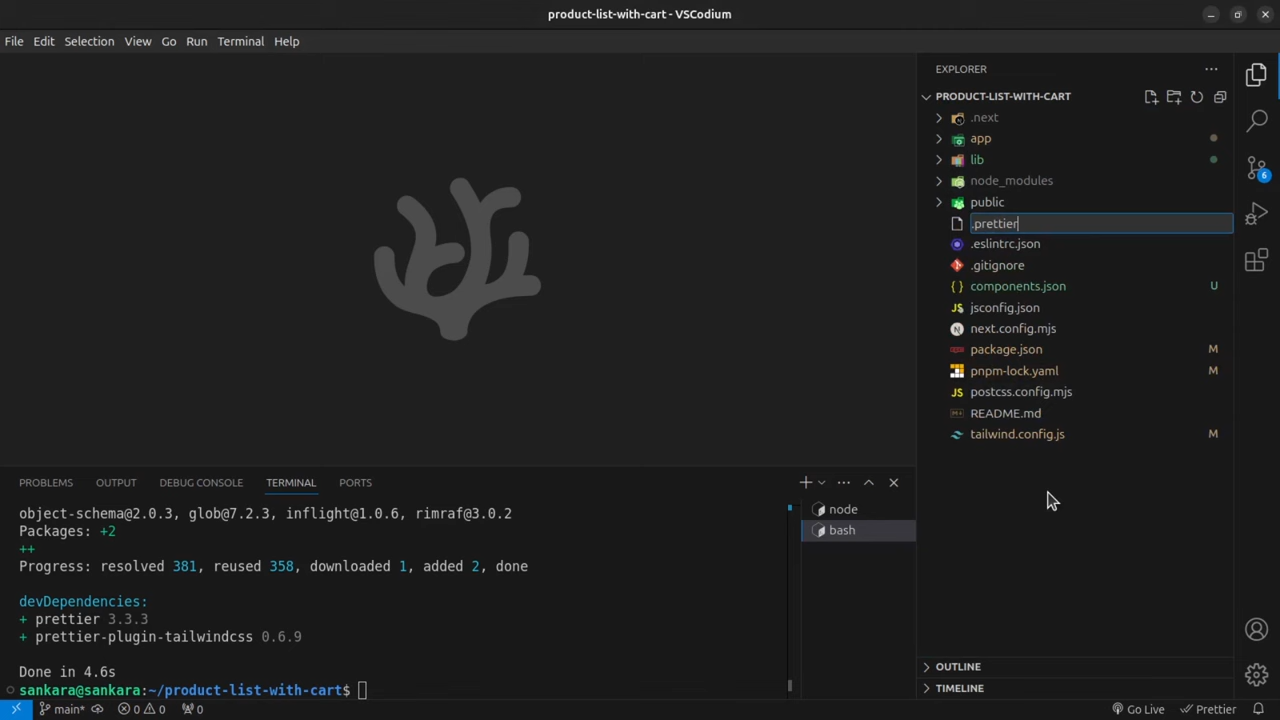 product-list-with-cart - VSCodium
File Edit Selection View Go Run Terminal Help
EXPLORER
PRODUCT-LIST-WITH-CART
.next
app
lib
node_modules
public
.prettier
.eslintrc.json
.gitignore
components.json U
jsconfig.json
next.config.mjs
package.json M
pnpm-lock.yaml M
postcss.config.mjs
README.md
tailwind.config.js M
OUTLINE
TIMELINE
6
PROBLEMS OUTPUT DEBUG CONSOLE TERMINAL PORTS
node
bash
object-schema@2.0.3, glob@7.2.3, inflight@1.0.6, rimraf@3.0.2
Packages: +2
++
Progress: resolved 381, reused 358, downloaded 1, added 2, done
devDependencies:
+ prettier 3.3.3
+ prettier-plugin-tailwindcss 0.6.9
Done in 4.6s
sankara@sankara:~/product-list-with-cart$
main* 0 0 0 Go Live Prettier